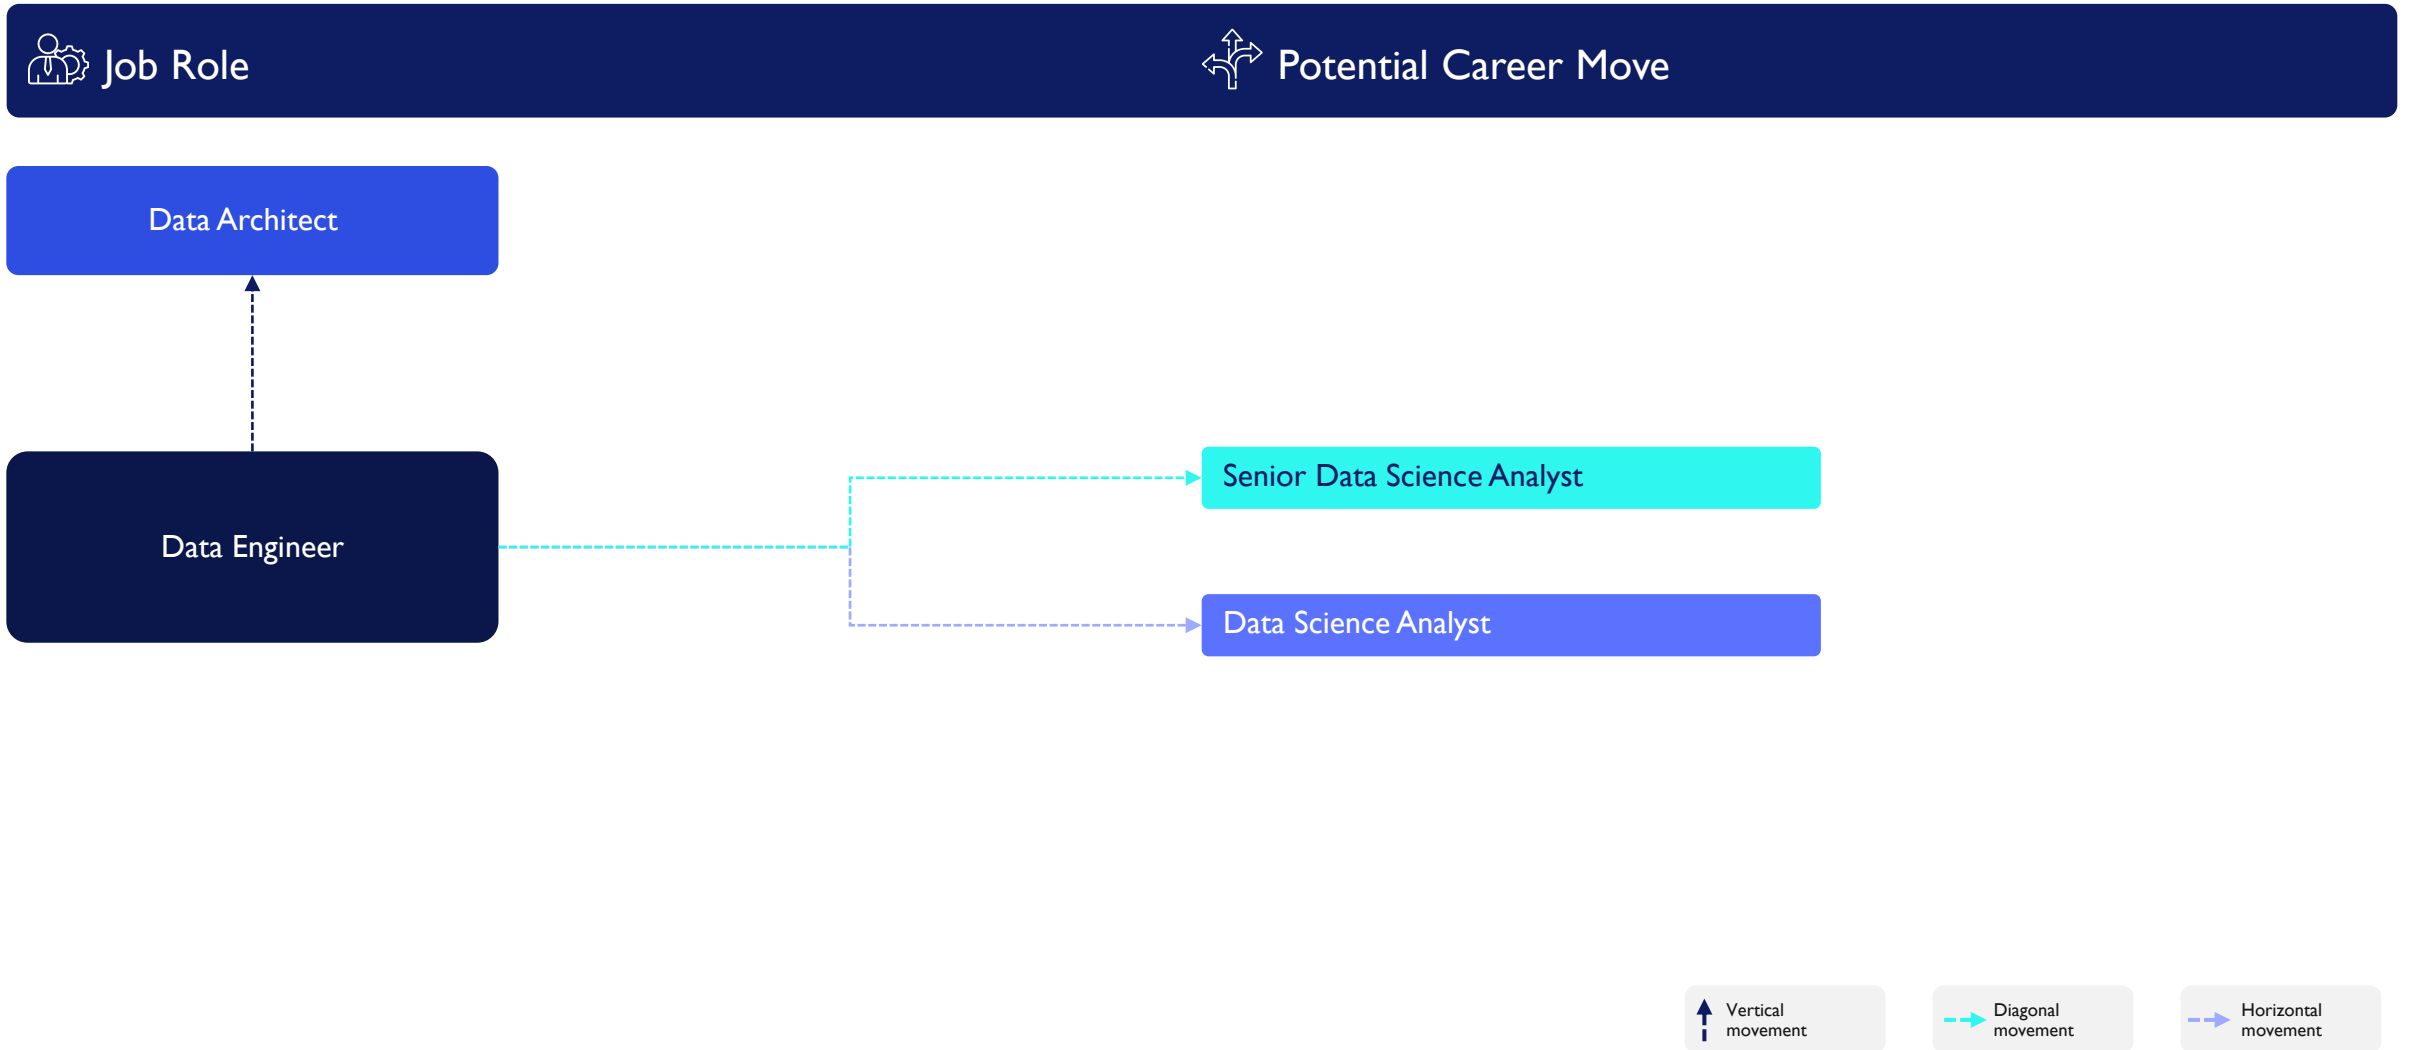 Job Role
Potential Career Move
Data Architect
Data Engineer
Senior Data Science Analyst
Data Science Analyst
Vertical
movement
Diagonal
movement
Horizontal
movement